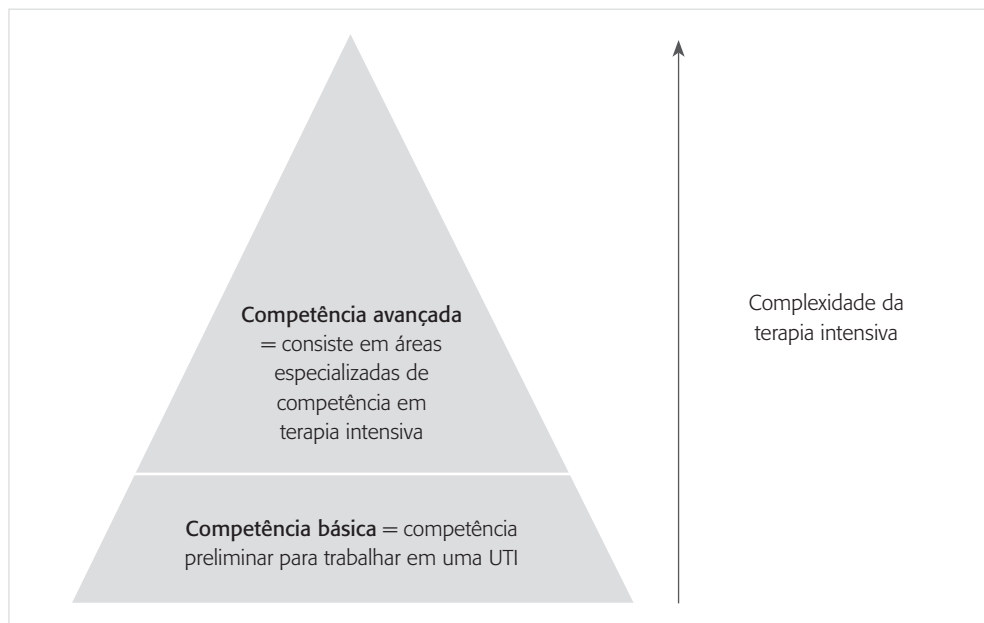 Competência avançada
= consiste em áreas
especializadas de
competência em
terapia intensiva
Competência básica = competência
preliminar para trabalhar em uma UTI
Complexidade da
terapia intensiva